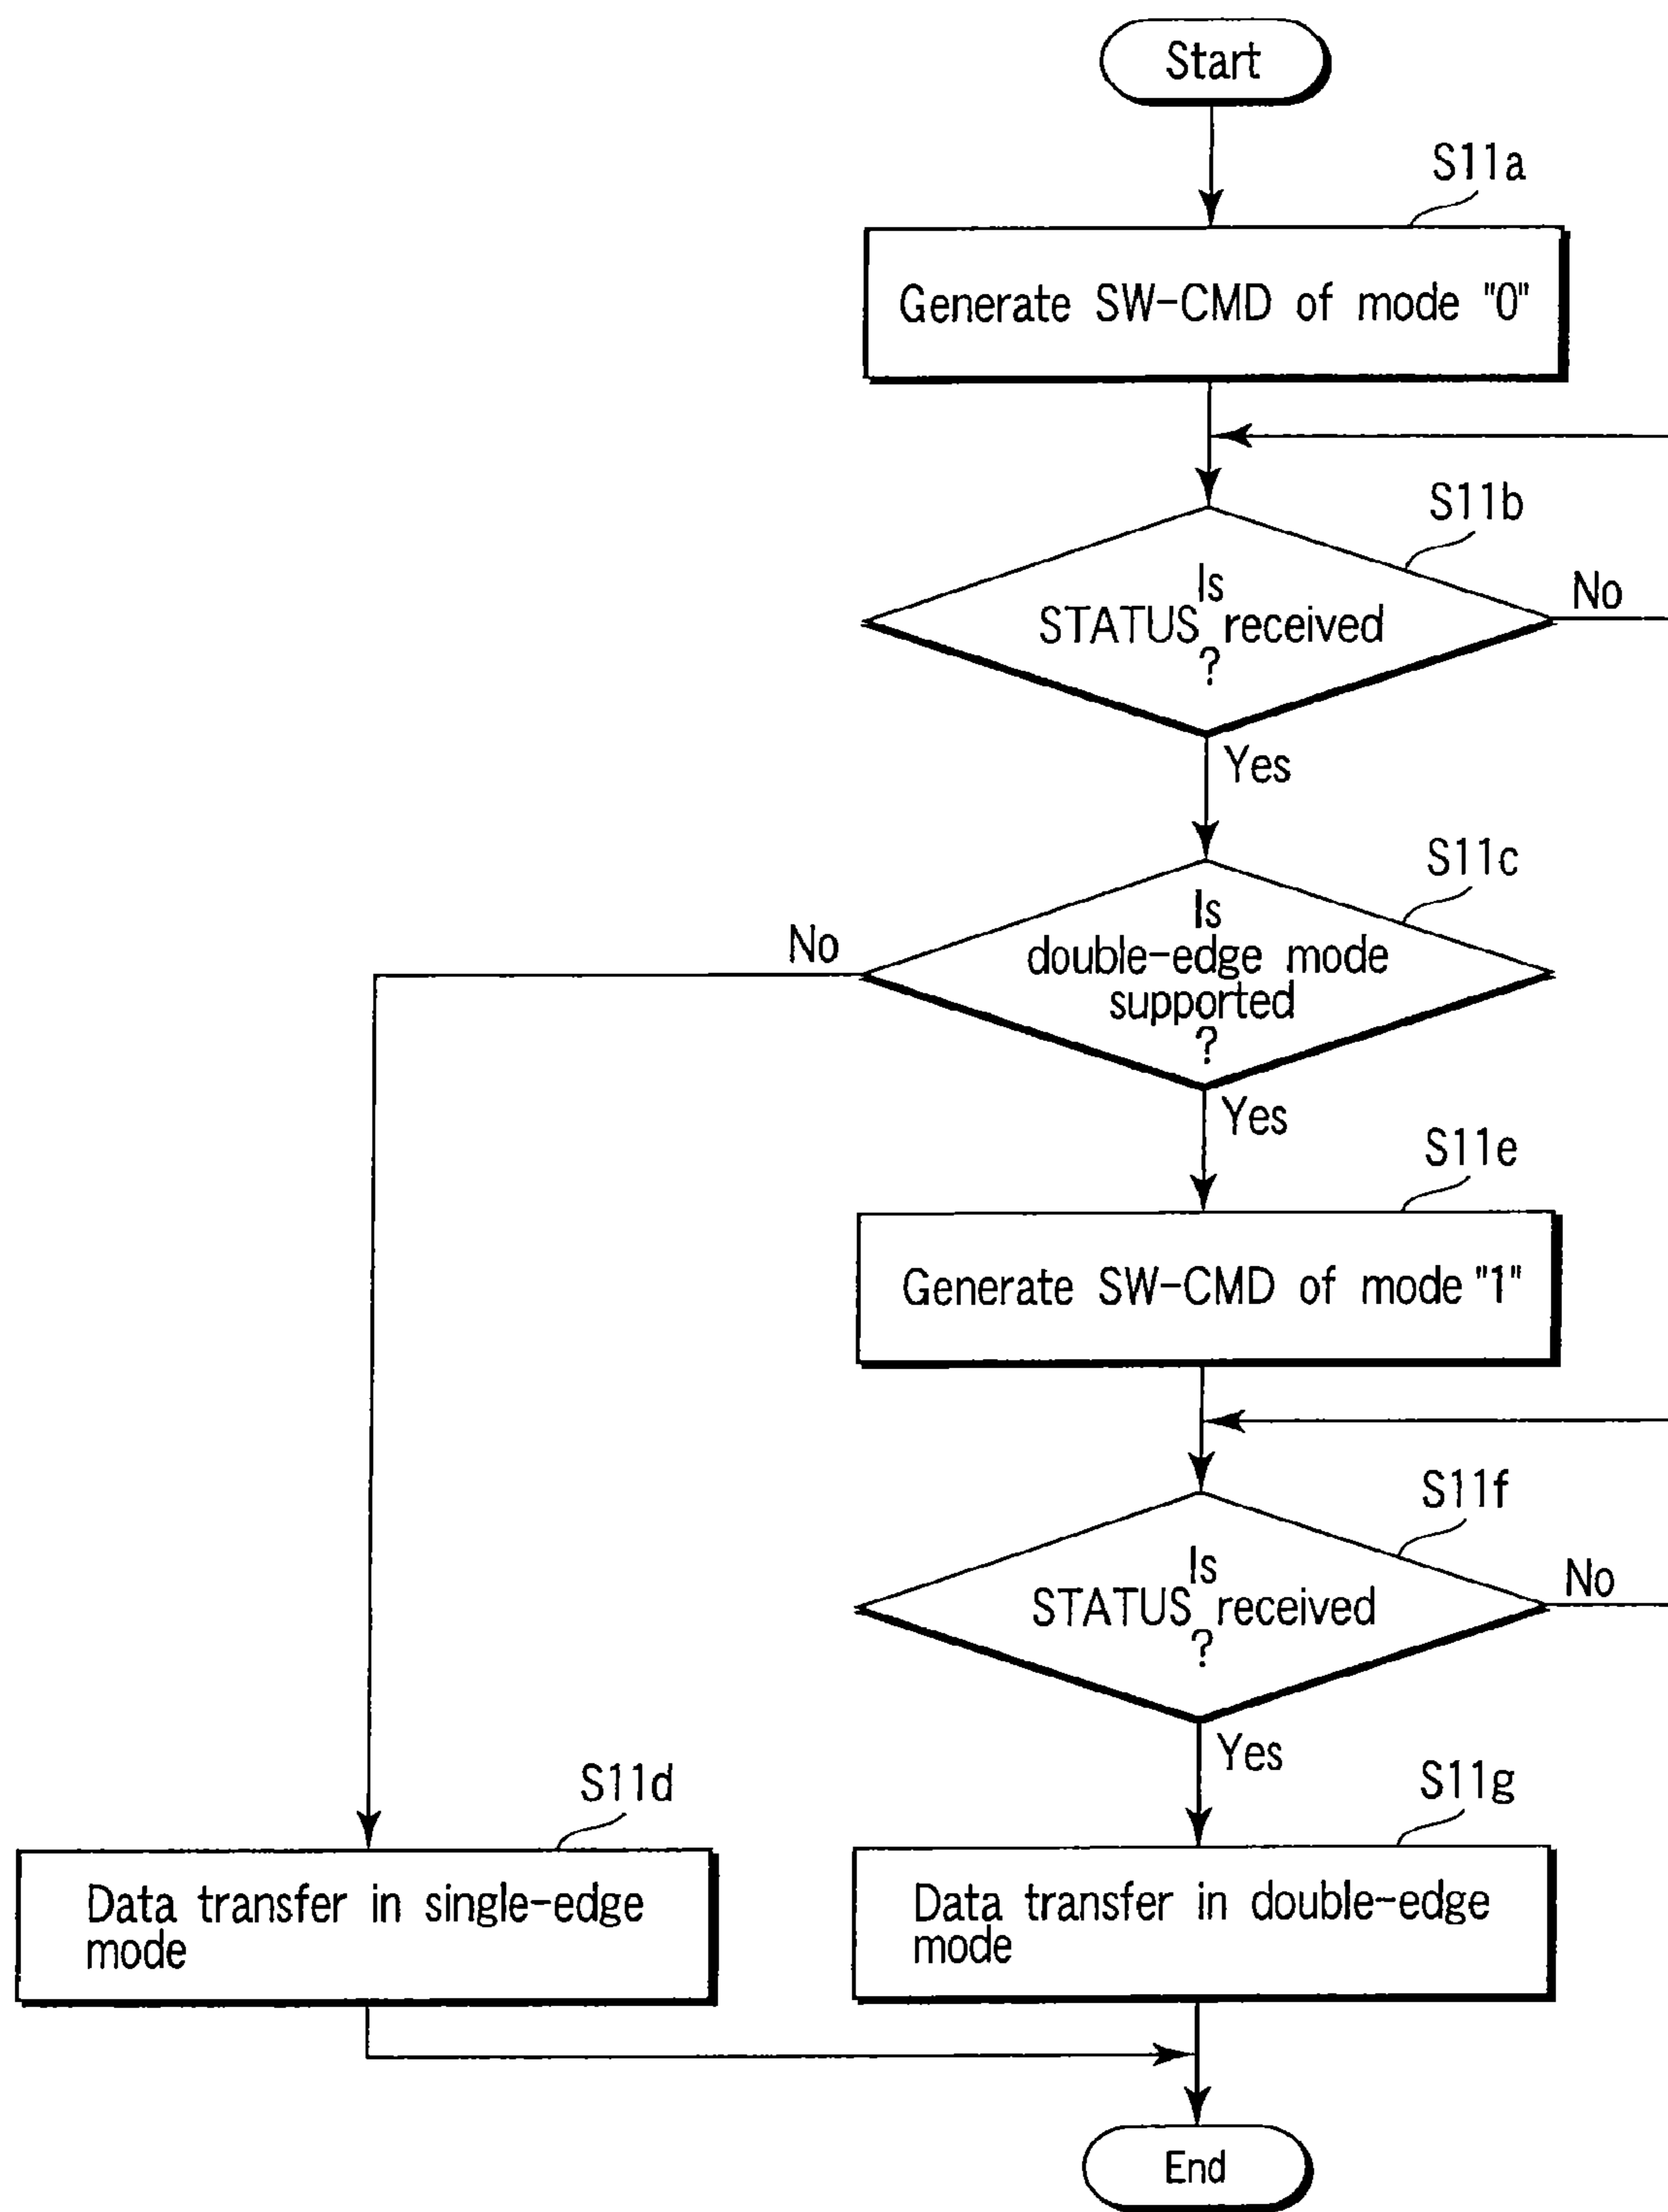 Start
S11a
Generate SW-CMD of mode "0"
S11b
Is
STATUS received
?
No
Yes
S11c
Is
double-edge mode
supported
?
No
Yes
S11e
Generate SW-CMD of mode "1"
S11f
Is
STATUS received
?
No
Yes
S11d
Data transfer in single-edge
mode
S11g
Data transfer in double-edge
mode
End